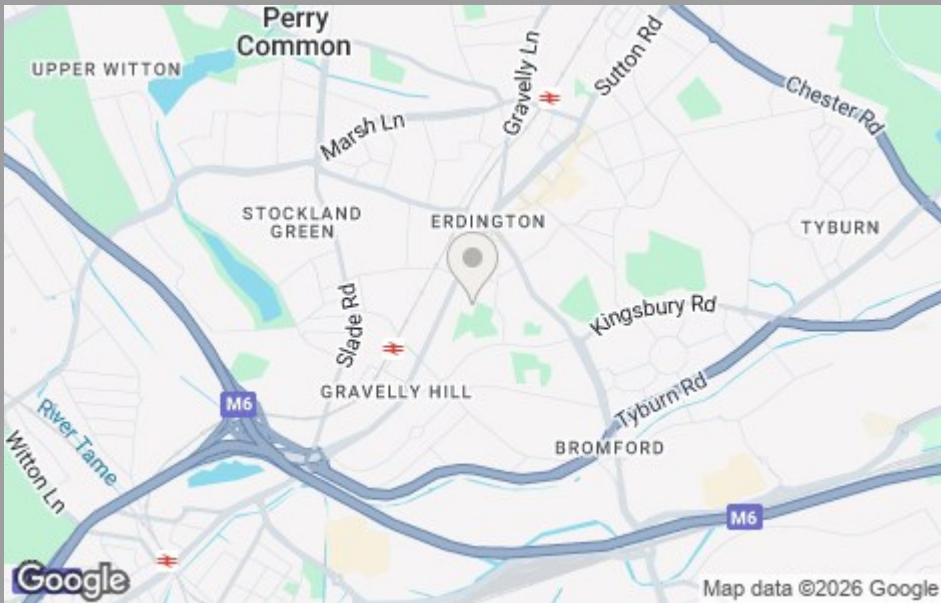 Perry
Common
UPPER WITTON
Gravelly Ln
Sutton Rd
Chester Rd
Marsh Ln
STOCKLAND
GREEN
ERDINGTON
TYBURN
Slade Rd
Kingsbury Rd
GRAVELLY HILL
M6
Tyburn Rd
River Tame
BROMFORD
Witton Ln
M6
Google
Map data ©2026 Google